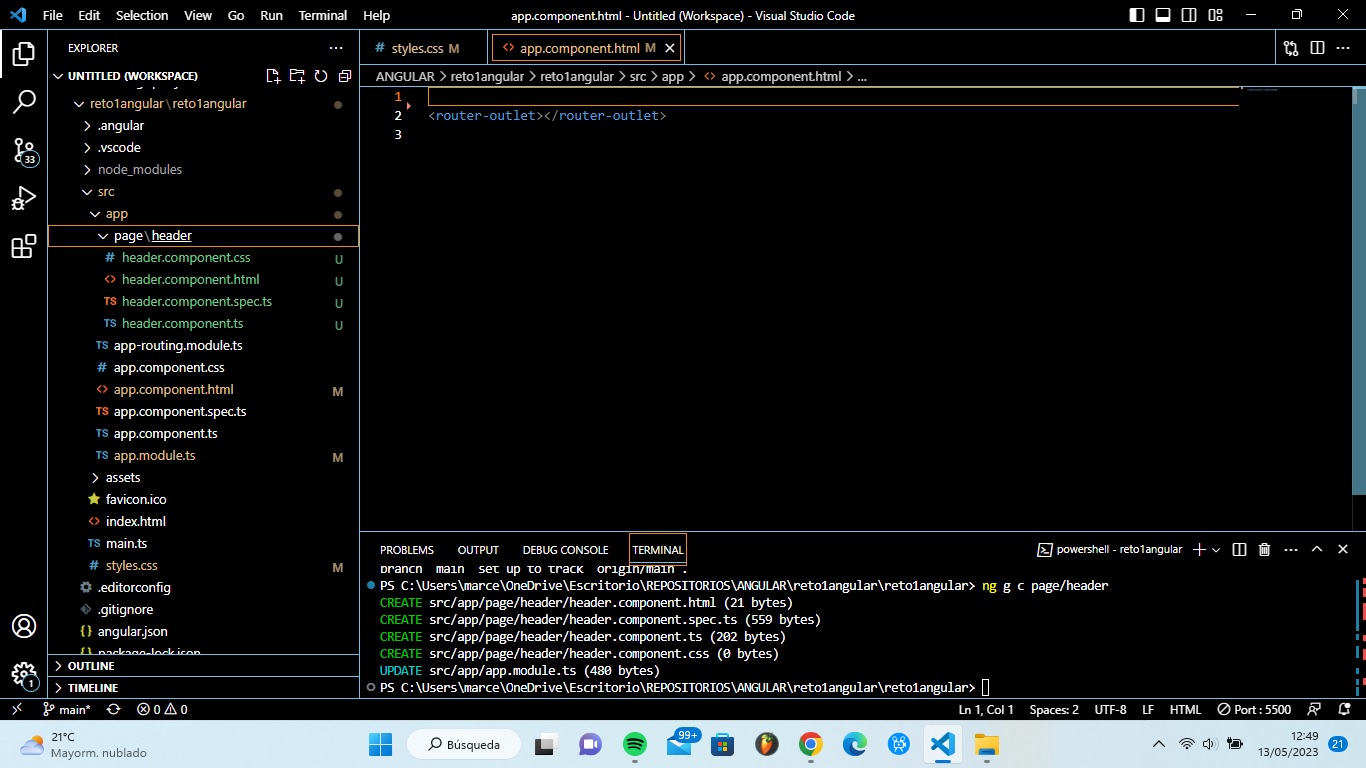 File Edit Selection View Go Run Terminal Help
app.component.html - Untitled (Workspace) - Visual Studio Code
EXPLORER
UNTITLED (WORKSPACE)
reto1angular\reto1angular
.angular
.vscode
node_modules
src
app
page\header
# header.component.css U
<> header.component.html U
TS header.component.spec.ts U
TS header.component.ts U
TS app-routing.module.ts
# app.component.css
<> app.component.html M
TS app.component.spec.ts
TS app.component.ts
TS app.module.ts M
assets
favicon.ico
<> index.html
TS main.ts
# styles.css M
.editorconfig
.gitignore
{} angular.json
{} package-lock.json
OUTLINE
TIMELINE
33
1
# styles.css M
<> app.component.html M
ANGULAR > reto1angular > reto1angular > src > app > <> app.component.html > ...
1
2 <router-outlet></router-outlet>
3
PROBLEMS OUTPUT DEBUG CONSOLE TERMINAL
powershell - reto1angular
branch 'main' set up to track 'origin/main'.
PS C:\Users\marce\OneDrive\Escritorio\REPOSITORIOS\ANGULAR\reto1angular\reto1angular> ng g c page/header
CREATE src/app/page/header/header.component.html (21 bytes)
CREATE src/app/page/header/header.component.spec.ts (559 bytes)
CREATE src/app/page/header/header.component.ts (202 bytes)
CREATE src/app/page/header/header.component.css (0 bytes)
UPDATE src/app/app.module.ts (480 bytes)
PS C:\Users\marce\OneDrive\Escritorio\REPOSITORIOS\ANGULAR\reto1angular\reto1angular>
main* 0 0
Ln 1, Col 1 Spaces: 2 UTF-8 LF HTML Port : 5500
21°C
Mayorm. nublado
Búsqueda
99+
12:49
13/05/2023
21